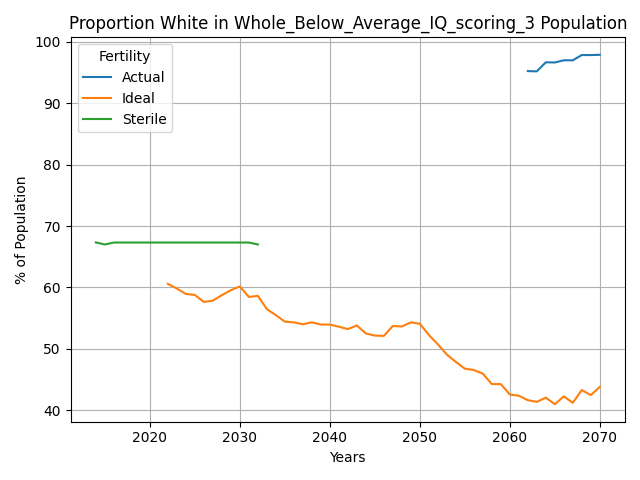 Proportion White in Whole_Below_Average_IQ_scoring_3 Population
100
90
80
70
60
50
40
% of Population
Fertility
Actual
Ideal
Sterile
2020
2030
2040
2050
2060
2070
Years